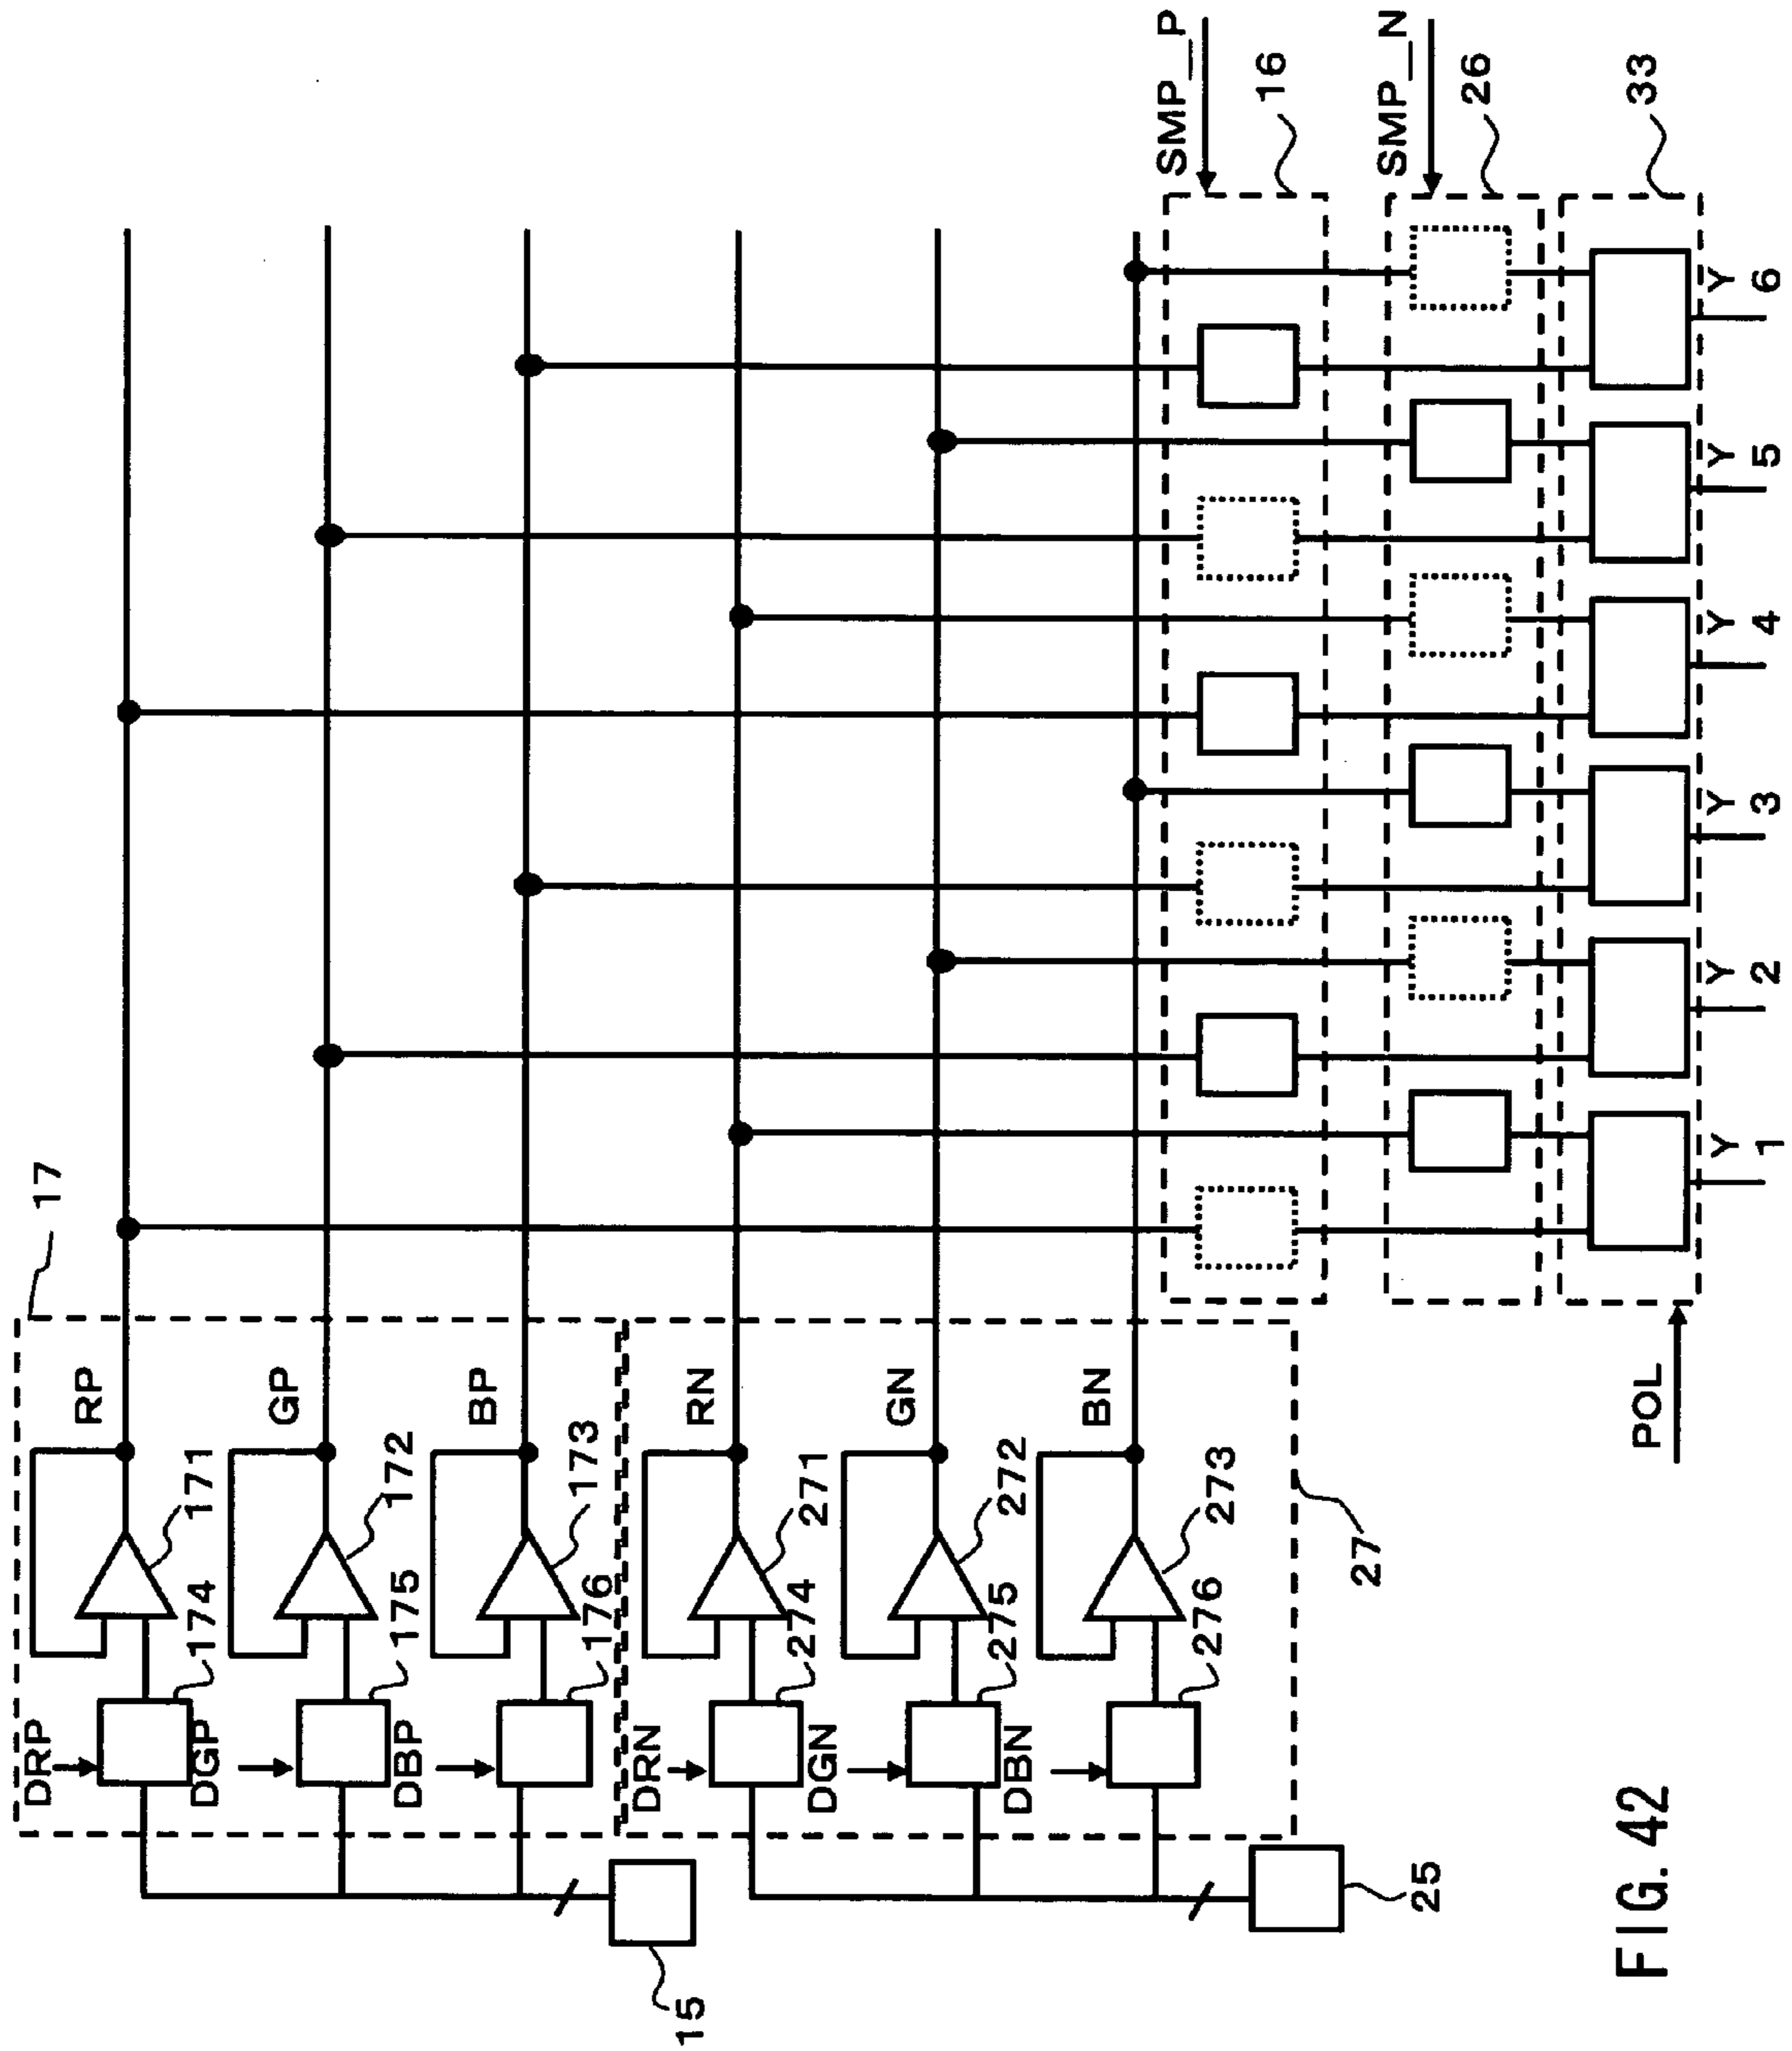 17
RP
GP
BP
RN
GN
BN
171
172
173
271
272
273
174
175
176
274
275
276
DRP
DGP
DBP
DRN
DGN
DBN
15
25
27
SMP_P
16
SMP_N
26
33
POL
Y1
Y2
Y3
Y4
Y5
Y6
FIG. 42